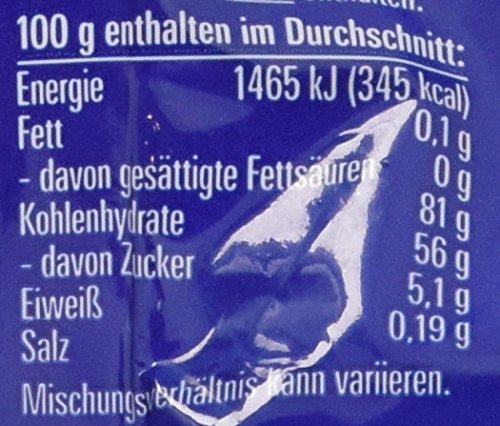 100 g enthalten im Durchschnitt:
Energie 1465 kJ (345 kcal)
Fett 0,1 g
- davon gesättigte Fettsäuren 0 g
Kohlenhydrate 81 g
- davon Zucker 56 g
Eiweiß 5,1 g
Salz 0,19 g
Mischungsverhältnis kann variieren.